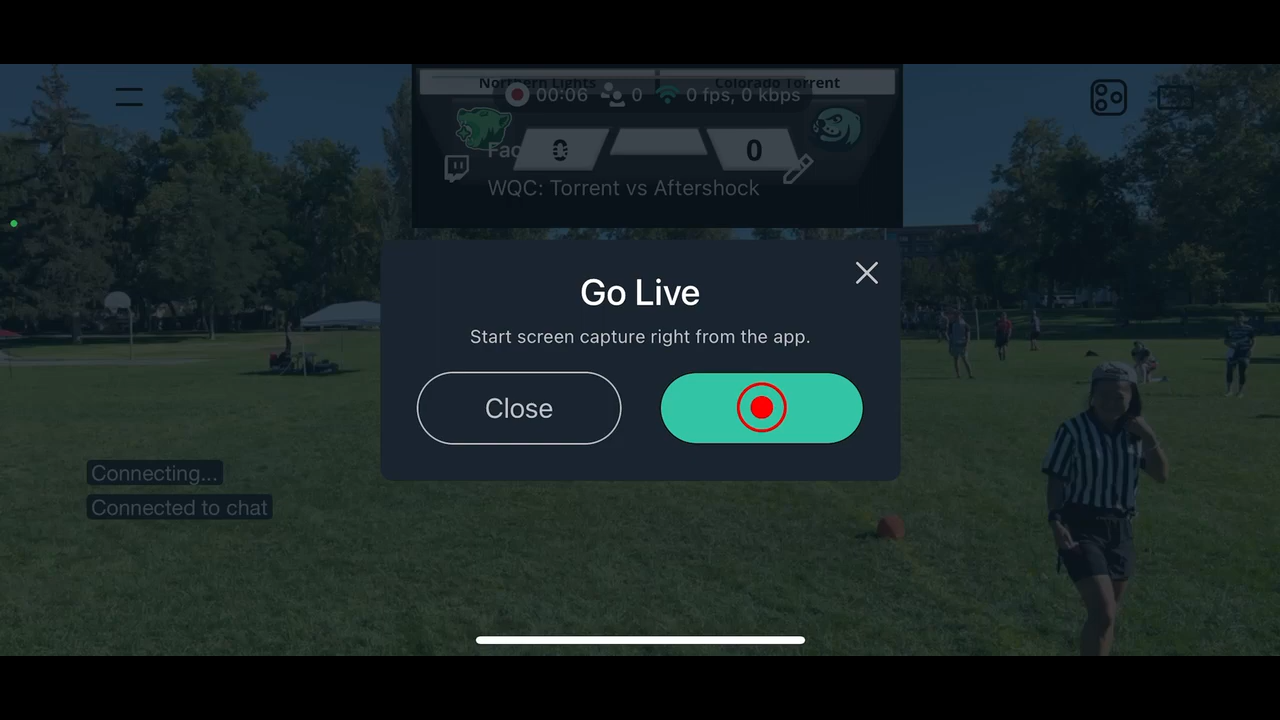 Northern Lights Colorado Torrent
00:06 0 0 fps, 0 kbps
0 0
WQC: Torrent vs Aftershock
Go Live
Start screen capture right from the app.
Close
Connecting...
Connected to chat